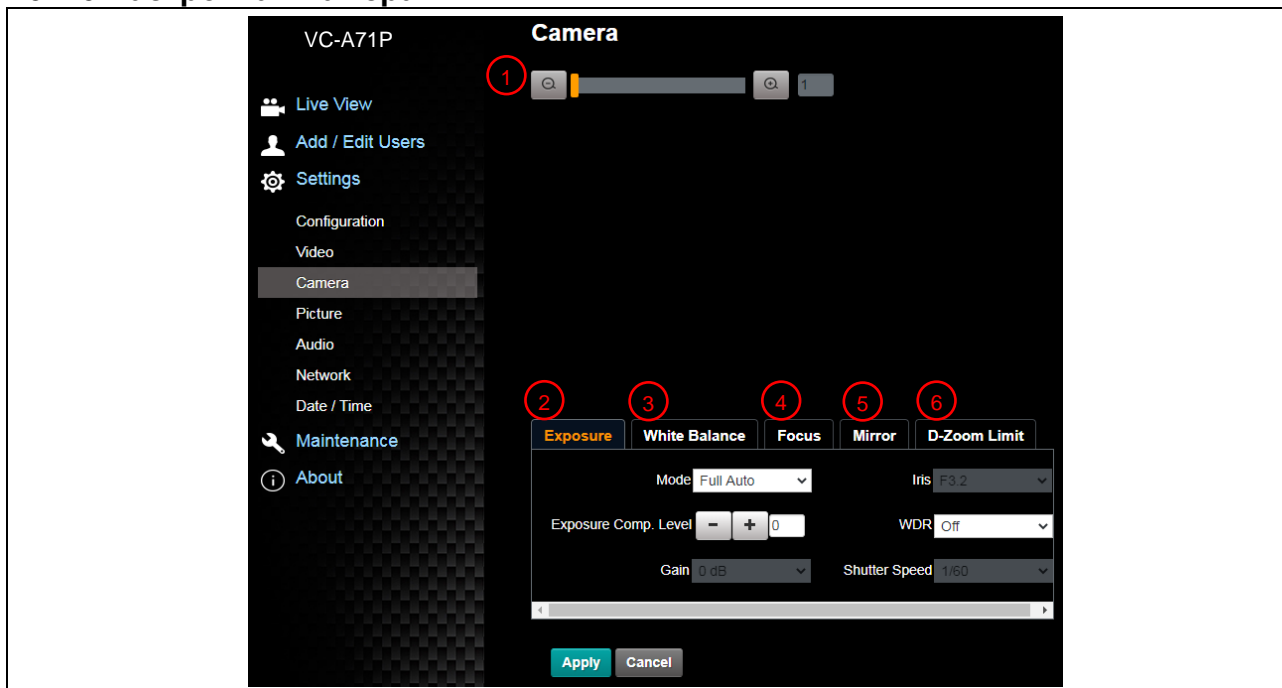 VC-A71P
Camera
1
1
Live View
Add / Edit Users
Settings
Configuration
Video
Camera
Picture
Audio
Network
Date / Time
Maintenance
About
2 3 4 5 6
Exposure White Balance Focus Mirror D-Zoom Limit
Mode Full Auto Iris F3.2
Exposure Comp. Level - + 0 WDR Off
Gain 0 dB Shutter Speed 1/60
Apply Cancel